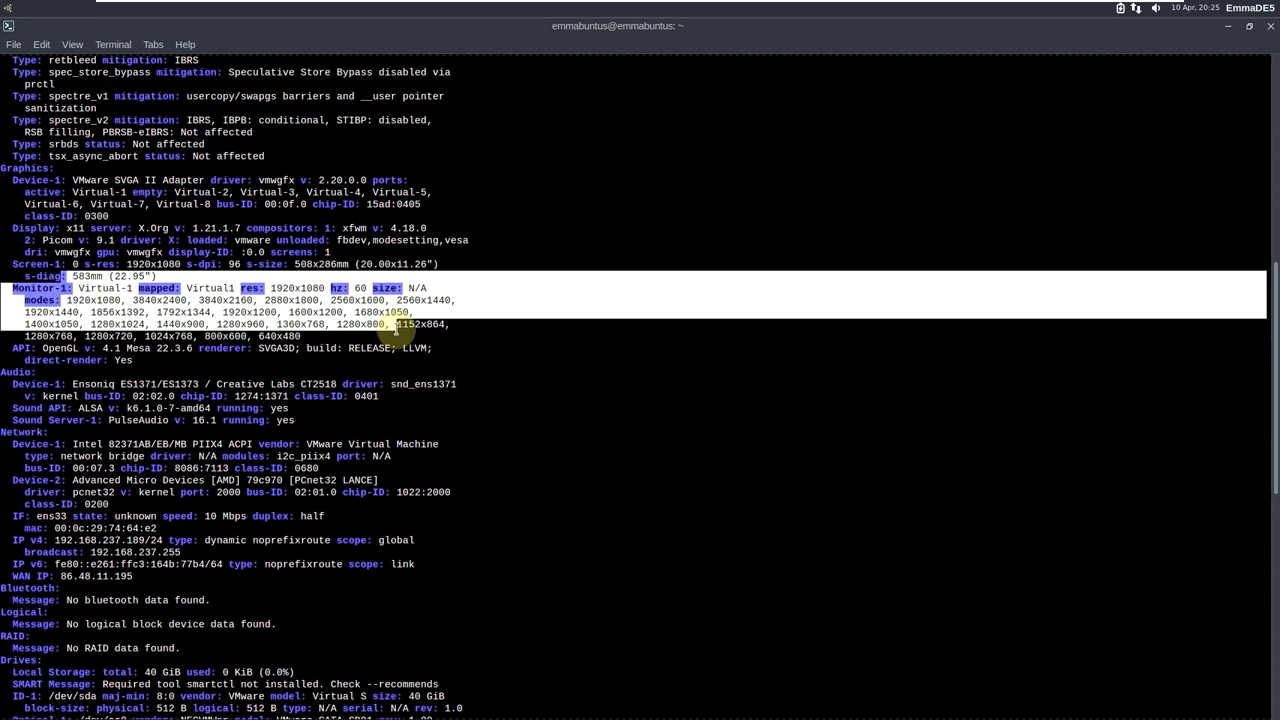 10 Apr, 20:25 EmmaDE5
emmabuntus@emmabuntus: ~
File Edit View Terminal Tabs Help
Type: retbleed mitigation: IBRS
Type: spec_store_bypass mitigation: Speculative Store Bypass disabled via
prctl
Type: spectre_v1 mitigation: usercopy/swapgs barriers and __user pointer
sanitization
Type: spectre_v2 mitigation: IBRS, IBPB: conditional, STIBP: disabled,
RSB filling, PBRSB-eIBRS: Not affected
Type: srbds status: Not affected
Type: tsx_async_abort status: Not affected
Graphics:
Device-1: VMware SVGA II Adapter driver: vmwgfx v: 2.20.0.0 ports:
active: Virtual-1 empty: Virtual-2, Virtual-3, Virtual-4, Virtual-5,
Virtual-6, Virtual-7, Virtual-8 bus-ID: 00:0f.0 chip-ID: 15ad:0405
class-ID: 0300
Display: x11 server: X.Org v: 1.21.1.7 compositors: 1: xfwm v: 4.18.0
2: Picom v: 9.1 driver: X: loaded: vmware unloaded: fbdev,modesetting,vesa
dri: vmwgfx gpu: vmwgfx display-ID: :0.0 screens: 1
Screen-1: 0 s-res: 1920x1080 s-dpi: 96 s-size: 508x286mm (20.00x11.26")
s-diag: 583mm (22.95")
Monitor-1: Virtual-1 mapped: Virtual1 res: 1920x1080 hz: 60 size: N/A
modes: 1920x1080, 3840x2400, 3840x2160, 2880x1800, 2560x1600, 2560x1440,
1920x1440, 1856x1392, 1792x1344, 1920x1200, 1600x1200, 1680x1050,
1400x1050, 1280x1024, 1440x900, 1280x960, 1360x768, 1280x800, 1152x864,
1280x768, 1280x720, 1024x768, 800x600, 640x480
API: OpenGL v: 4.1 Mesa 22.3.6 renderer: SVGA3D; build: RELEASE; LLVM;
direct-render: Yes
Audio:
Device-1: Ensoniq ES1371/ES1373 / Creative Labs CT2518 driver: snd_ens1371
v: kernel bus-ID: 02:02.0 chip-ID: 1274:1371 class-ID: 0401
Sound API: ALSA v: k6.1.0-7-amd64 running: yes
Sound Server-1: PulseAudio v: 16.1 running: yes
Network:
Device-1: Intel 82371AB/EB/MB PIIX4 ACPI vendor: VMware Virtual Machine
type: network bridge driver: N/A modules: i2c_piix4 port: N/A
bus-ID: 00:07.3 chip-ID: 8086:7113 class-ID: 0680
Device-2: Advanced Micro Devices [AMD] 79c970 [PCnet32 LANCE]
driver: pcnet32 v: kernel port: 2000 bus-ID: 02:01.0 chip-ID: 1022:2000
class-ID: 0200
IF: ens33 state: unknown speed: 10 Mbps duplex: half
mac: 00:0c:29:74:64:e2
IP v4: 192.168.237.189/24 type: dynamic noprefixroute scope: global
broadcast: 192.168.237.255
IP v6: fe80::e261:ffc3:164b:77b4/64 type: noprefixroute scope: link
WAN IP: 86.48.11.195
Bluetooth:
Message: No bluetooth data found.
Logical:
Message: No logical block device data found.
RAID:
Message: No RAID data found.
Drives:
Local Storage: total: 40 GiB used: 0 KiB (0.0%)
SMART Message: Required tool smartctl not installed. Check --recommends
ID-1: /dev/sda maj-min: 8:0 vendor: VMware model: Virtual S size: 40 GiB
block-size: physical: 512 B logical: 512 B type: N/A serial: N/A rev: 1.0